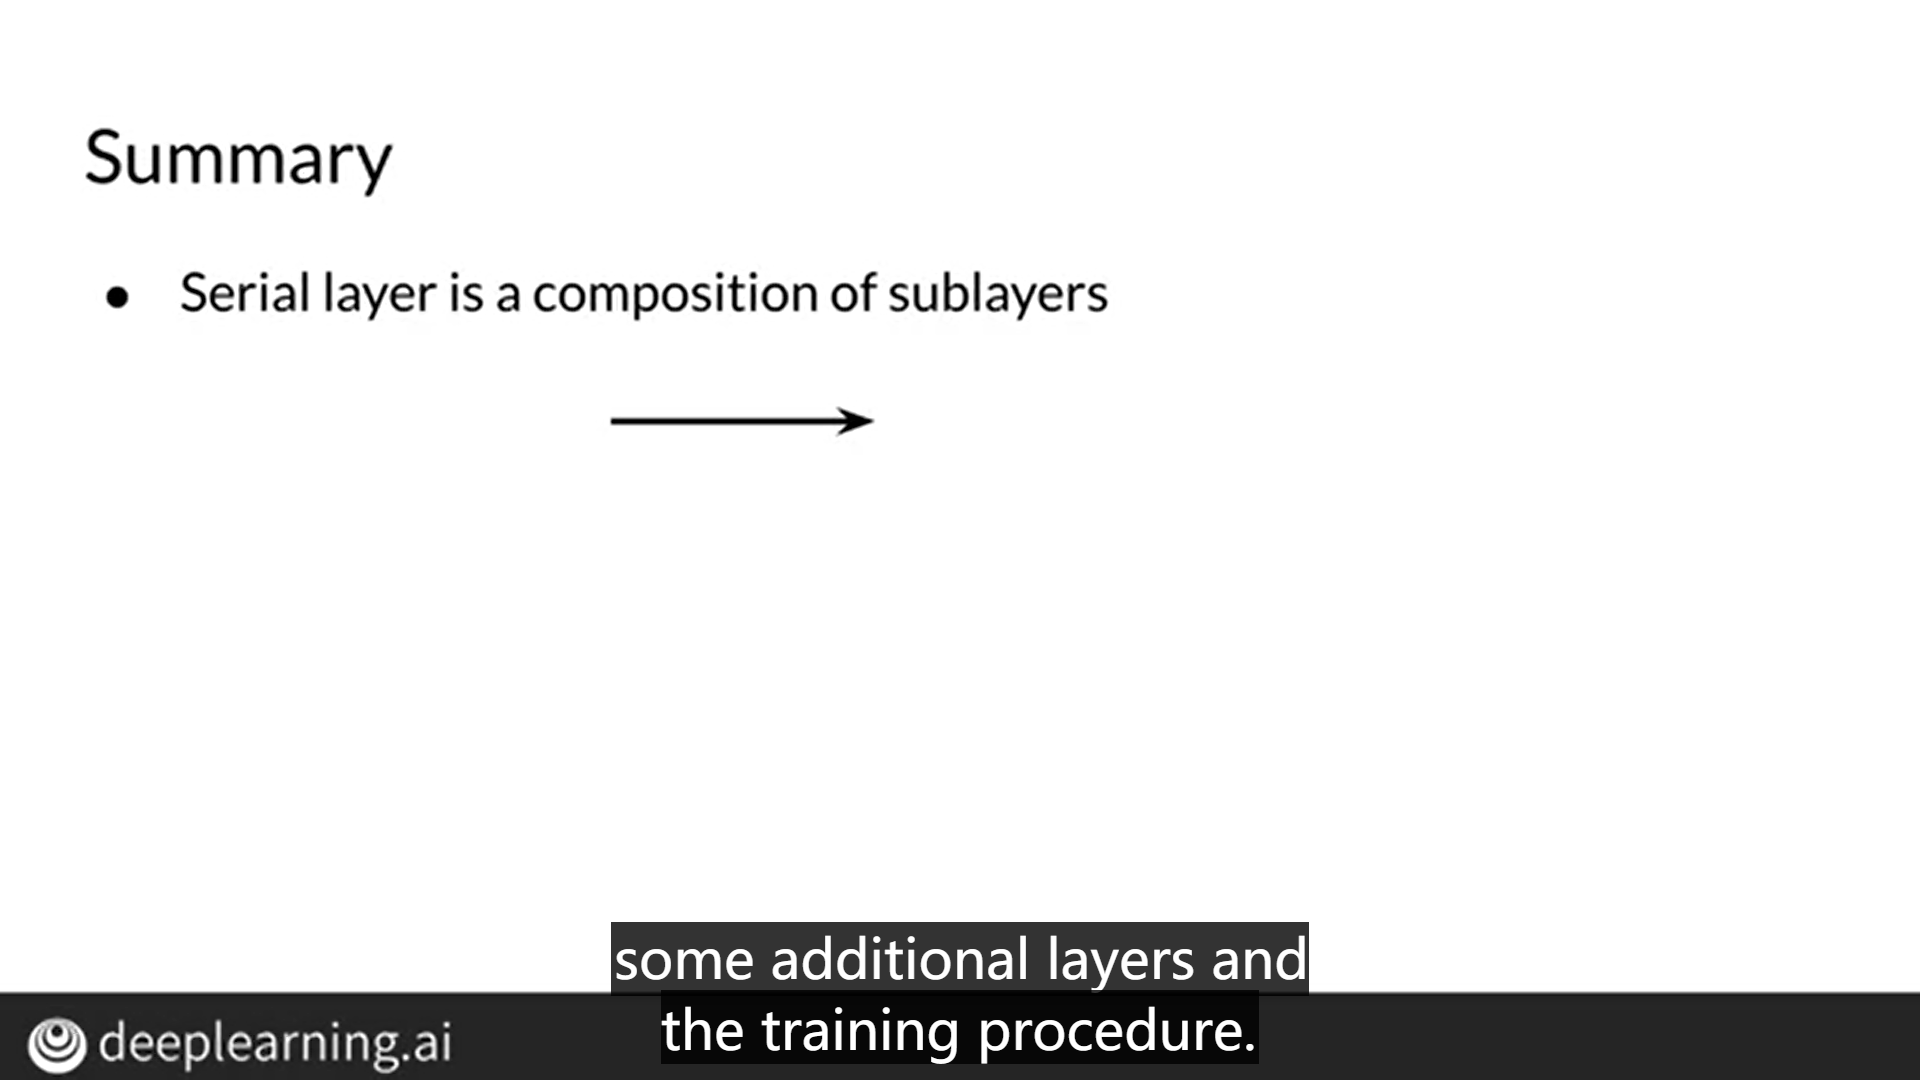 Summary
● Serial layer is a composition of sublayers
some additional layers and
the training procedure.
deeplearning.ai